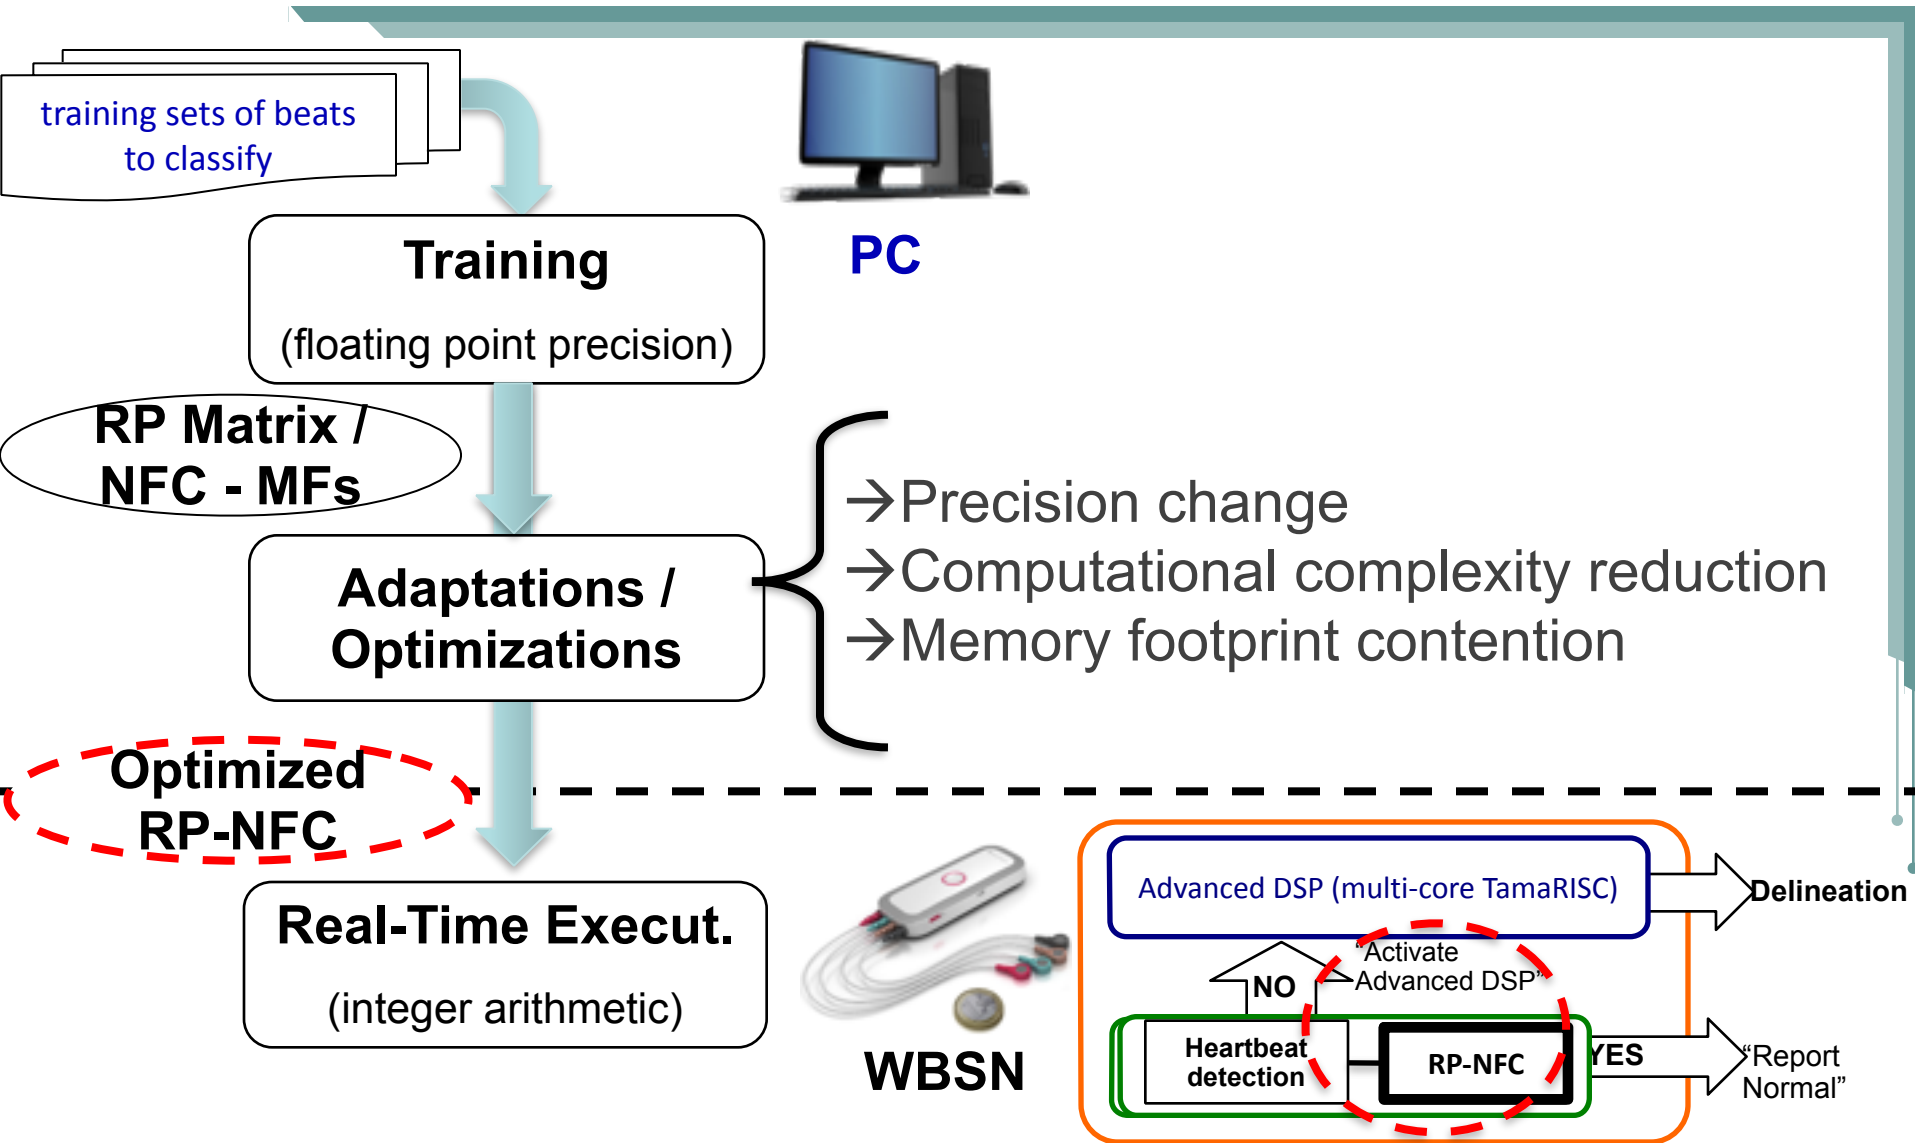 training sets of beats
to classify
PC
Training
(floating point precision)
RP Matrix /
NFC - MFs
→Precision change
→Computational complexity reduction
→Memory footprint contention
Adaptations /
Optimizations
Optimized
RP-NFC
Real-Time Execut.
(integer arithmetic)
WBSN
Advanced DSP (multi-core TamaRISC)
Delineation
NO
“Activate
Advanced DSP”
Heartbeat
detection
RP-NFC
YES
“Report
Normal”